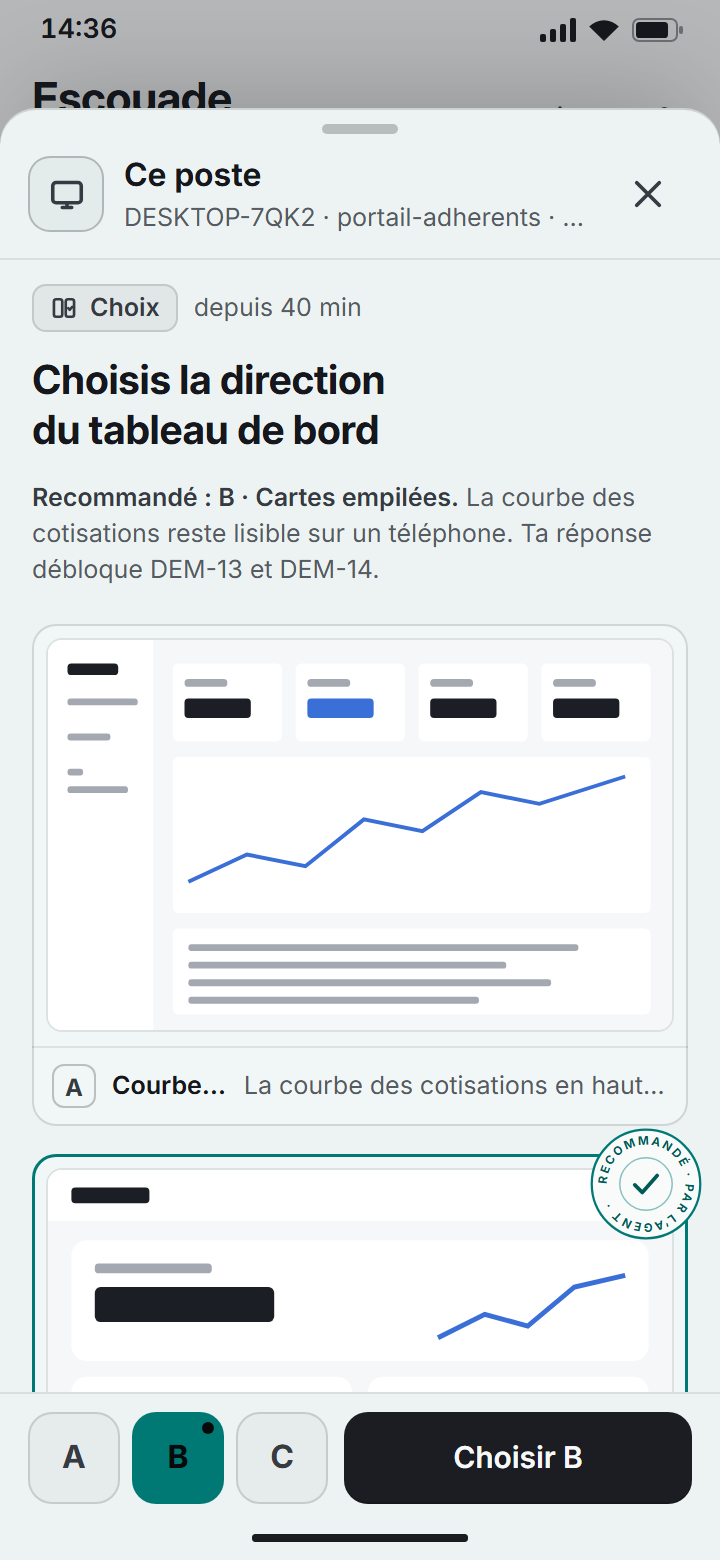 14:36
Escouade
Ce poste
DESKTOP-7QK2 · portail-adherents · ...
Choix depuis 40 min
Choisis la direction
du tableau de bord
Recommandé : B · Cartes empilées. La courbe des
cotisations reste lisible sur un téléphone. Ta réponse
débloque DEM-13 et DEM-14.
A Courbe... La courbe des cotisations en haut...
RECOMMANDÉ · PAR L'AGENT ·
A B C Choisir B